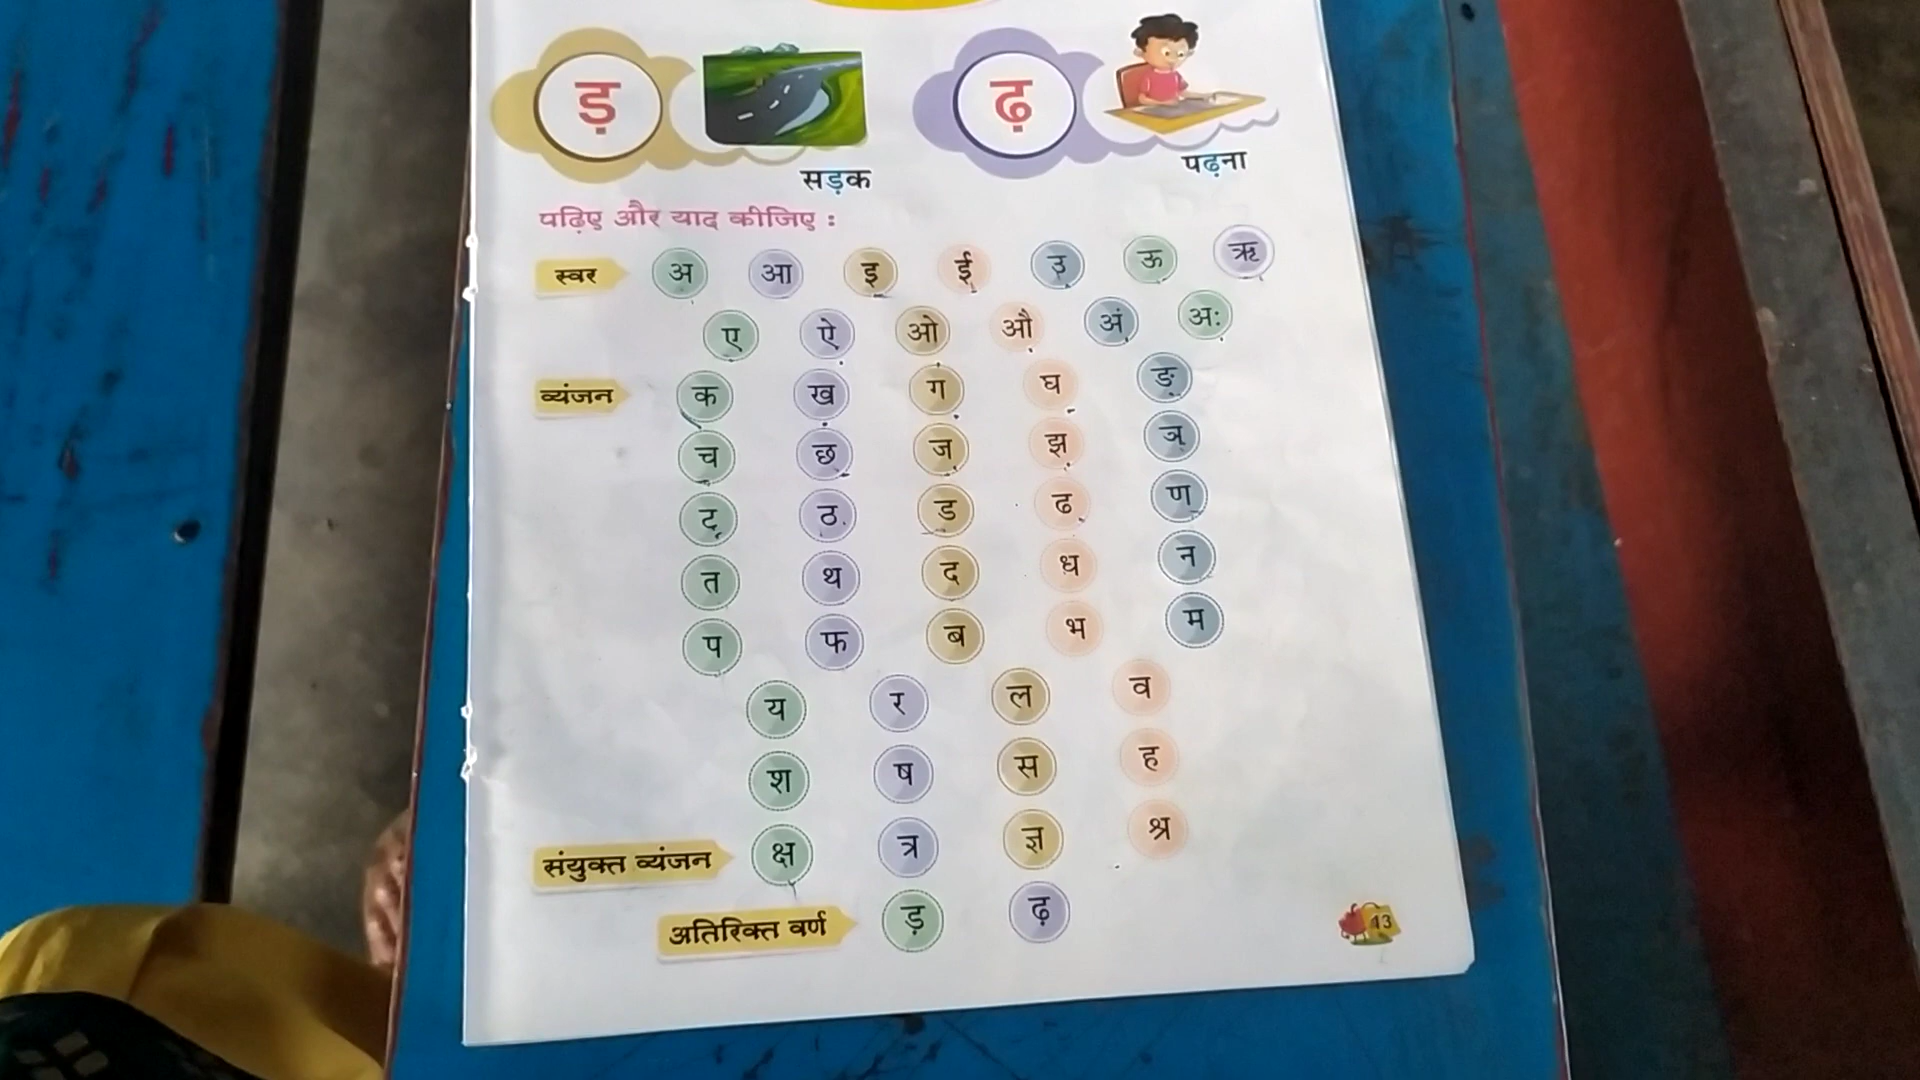 ड़ ढ़
सड़क पढ़ना
पढ़िए और याद कीजिए :
स्वर अ आ इ ई उ ऊ ऋ
ए ऐ ओ औ अं अः
व्यंजन क ख ग घ ङ
च छ ज झ ञ
ट ठ ड ढ ण
त थ द ध न
प फ ब भ म
य र ल व
श ष स ह
संयुक्त व्यंजन क्ष त्र ज्ञ श्र
अतिरिक्त वर्ण ड़ ढ़
13